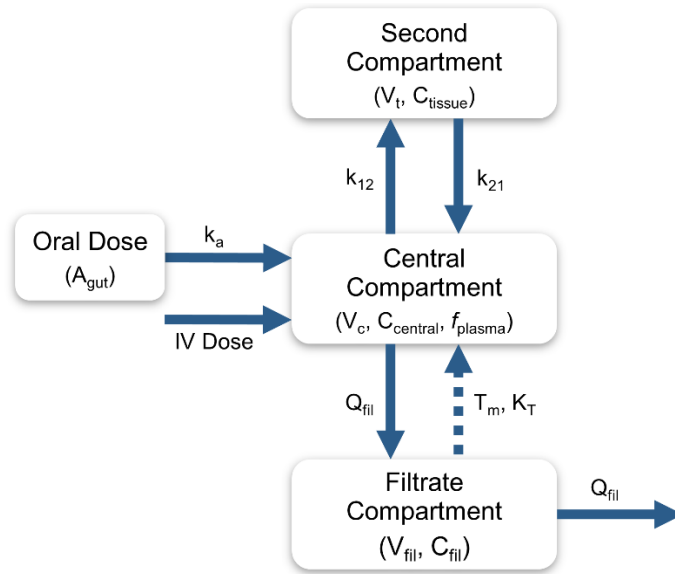 Second
Compartment
(Vt, Ctissue)
k12
k21
Oral Dose
(Agut)
ka
IV Dose
Central
Compartment
(Vc, Ccentral, fplasma)
Qfil
Tm, KT
Filtrate
Compartment
(Vfil, Cfil)
Qfil